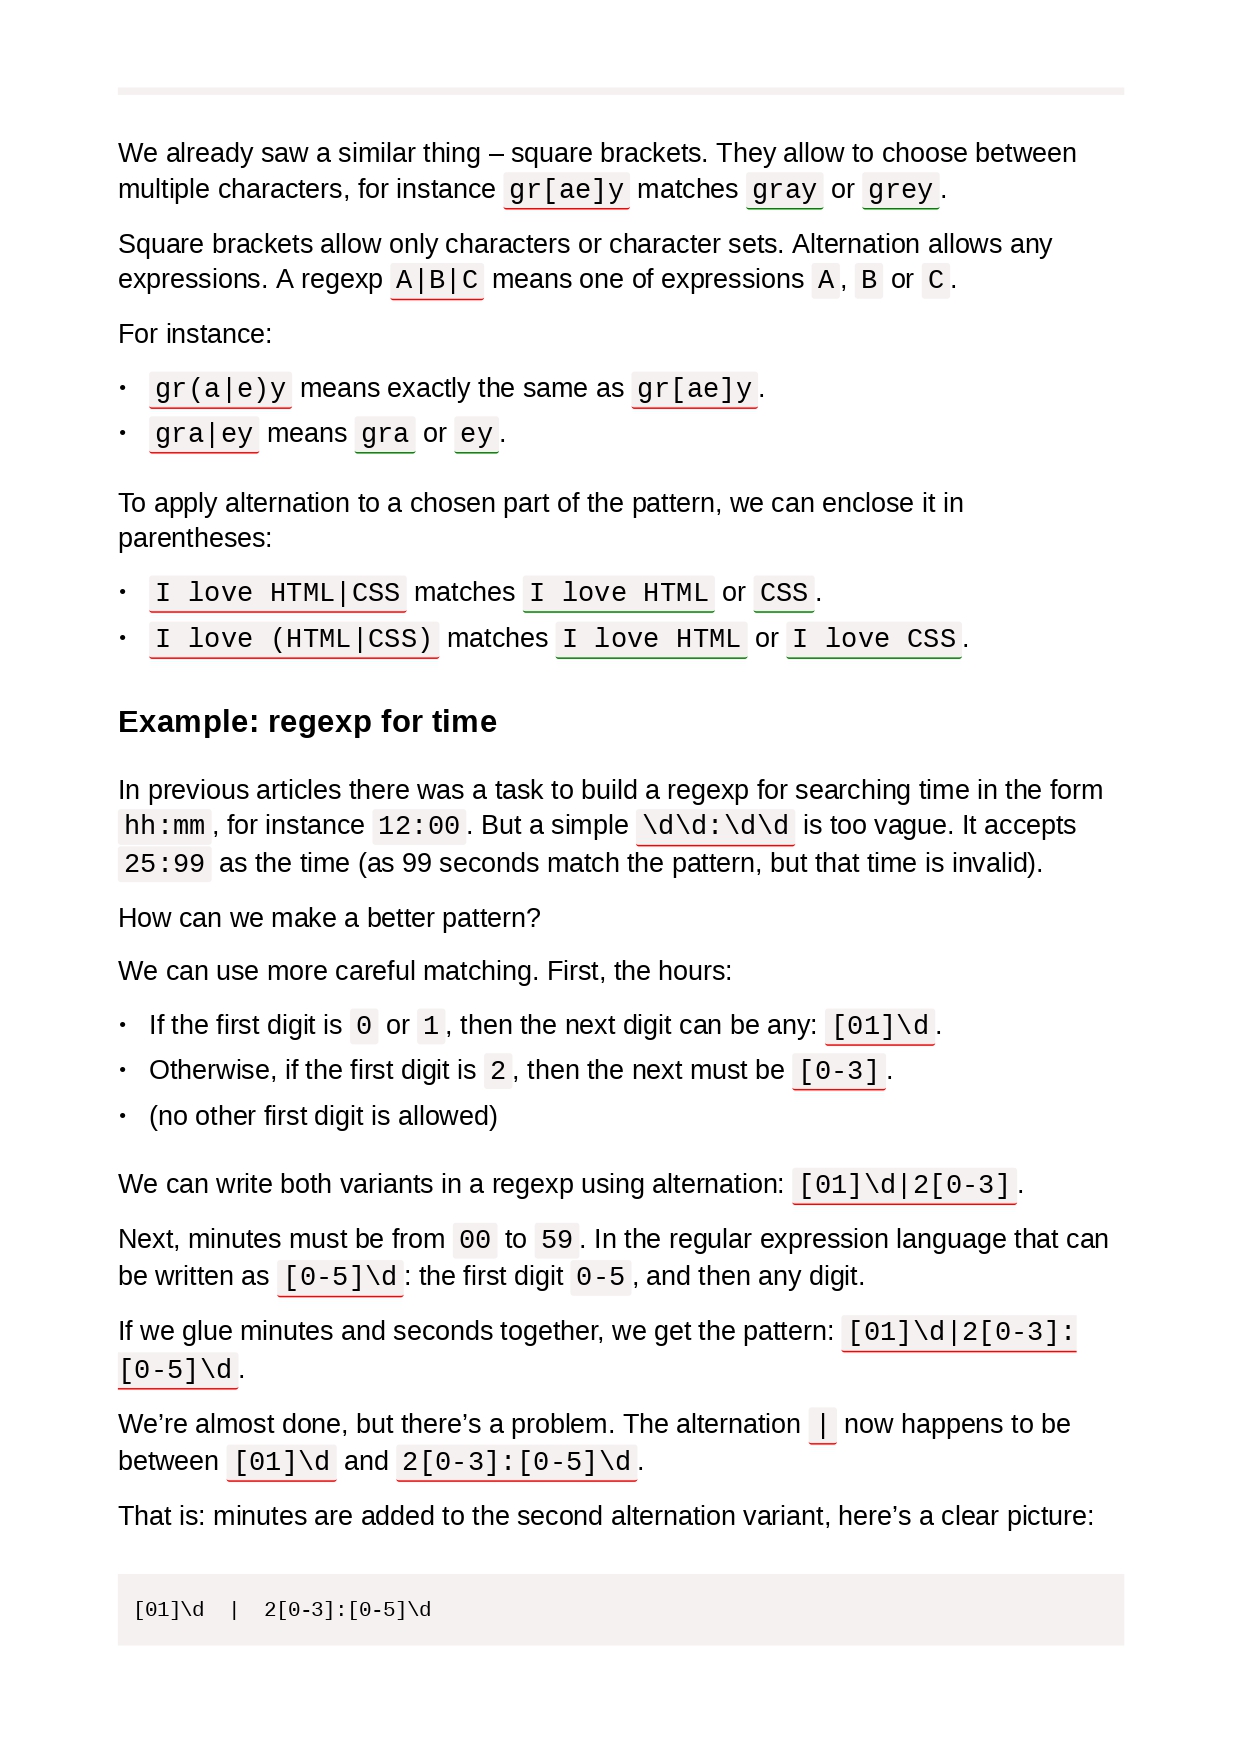 We already saw a similar thing – square brackets. They allow to choose between
multiple characters, for instance gr[ae]y matches gray or grey.
Square brackets allow only characters or character sets. Alternation allows any
expressions. A regexp A|B|C means one of expressions A, B or C.
For instance:
• gr(a|e)y means exactly the same as gr[ae]y.
• gra|ey means gra or ey.
To apply alternation to a chosen part of the pattern, we can enclose it in
parentheses:
• I love HTML|CSS matches I love HTML or CSS.
• I love (HTML|CSS) matches I love HTML or I love CSS.
Example: regexp for time
In previous articles there was a task to build a regexp for searching time in the form
hh:mm, for instance 12:00. But a simple \d\d:\d\d is too vague. It accepts
25:99 as the time (as 99 seconds match the pattern, but that time is invalid).
How can we make a better pattern?
We can use more careful matching. First, the hours:
• If the first digit is 0 or 1, then the next digit can be any: [01]\d.
• Otherwise, if the first digit is 2, then the next must be [0-3].
• (no other first digit is allowed)
We can write both variants in a regexp using alternation: [01]\d|2[0-3].
Next, minutes must be from 00 to 59. In the regular expression language that can
be written as [0-5]\d: the first digit 0-5, and then any digit.
If we glue minutes and seconds together, we get the pattern: [01]\d|2[0-3]:
[0-5]\d.
We’re almost done, but there’s a problem. The alternation | now happens to be
between [01]\d and 2[0-3]:[0-5]\d.
That is: minutes are added to the second alternation variant, here’s a clear picture:
[01]\d  |  2[0-3]:[0-5]\d